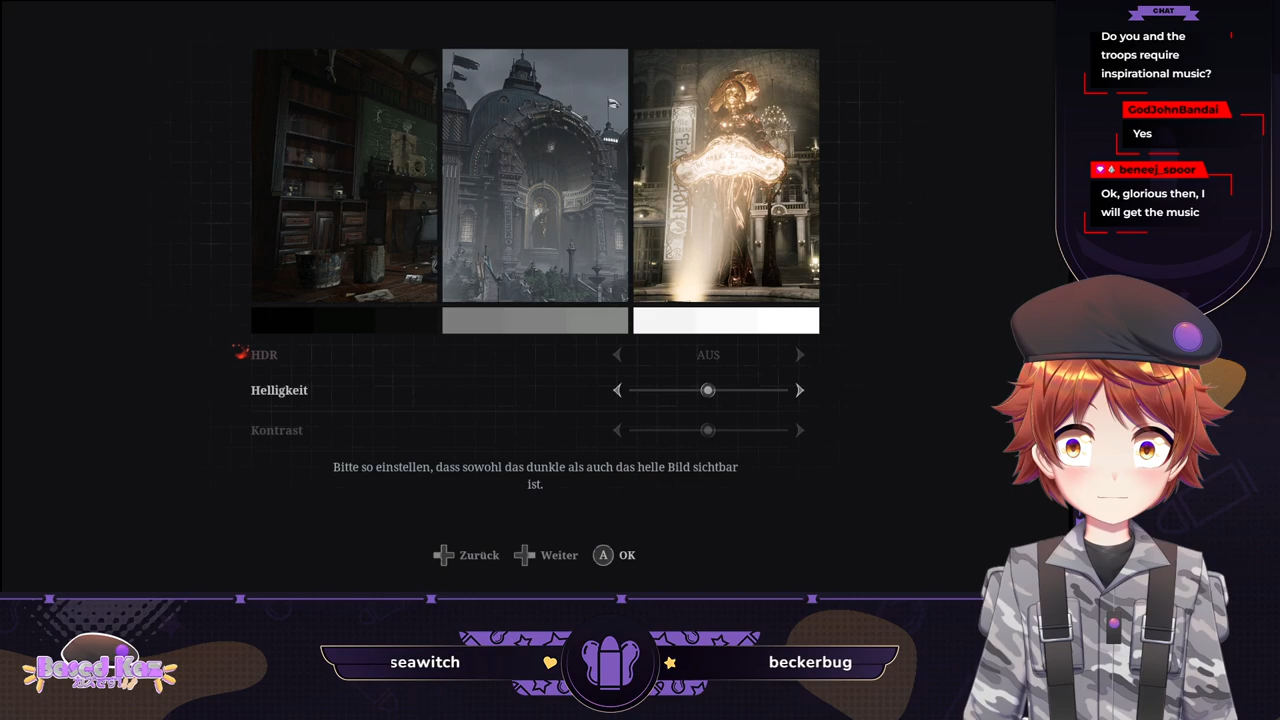 CHAT
Do you and the
troops require
inspirational music?
GodJohnBandai
Yes
beneej_spoor
Ok, glorious then, I
will get the music
HDR
AUS
Helligkeit
Kontrast
Bitte so einstellen, dass sowohl das dunkle als auch das helle Bild sichtbar
ist.
Zurück
Weiter
A OK
Based Kaz
seawitch
beckerbug